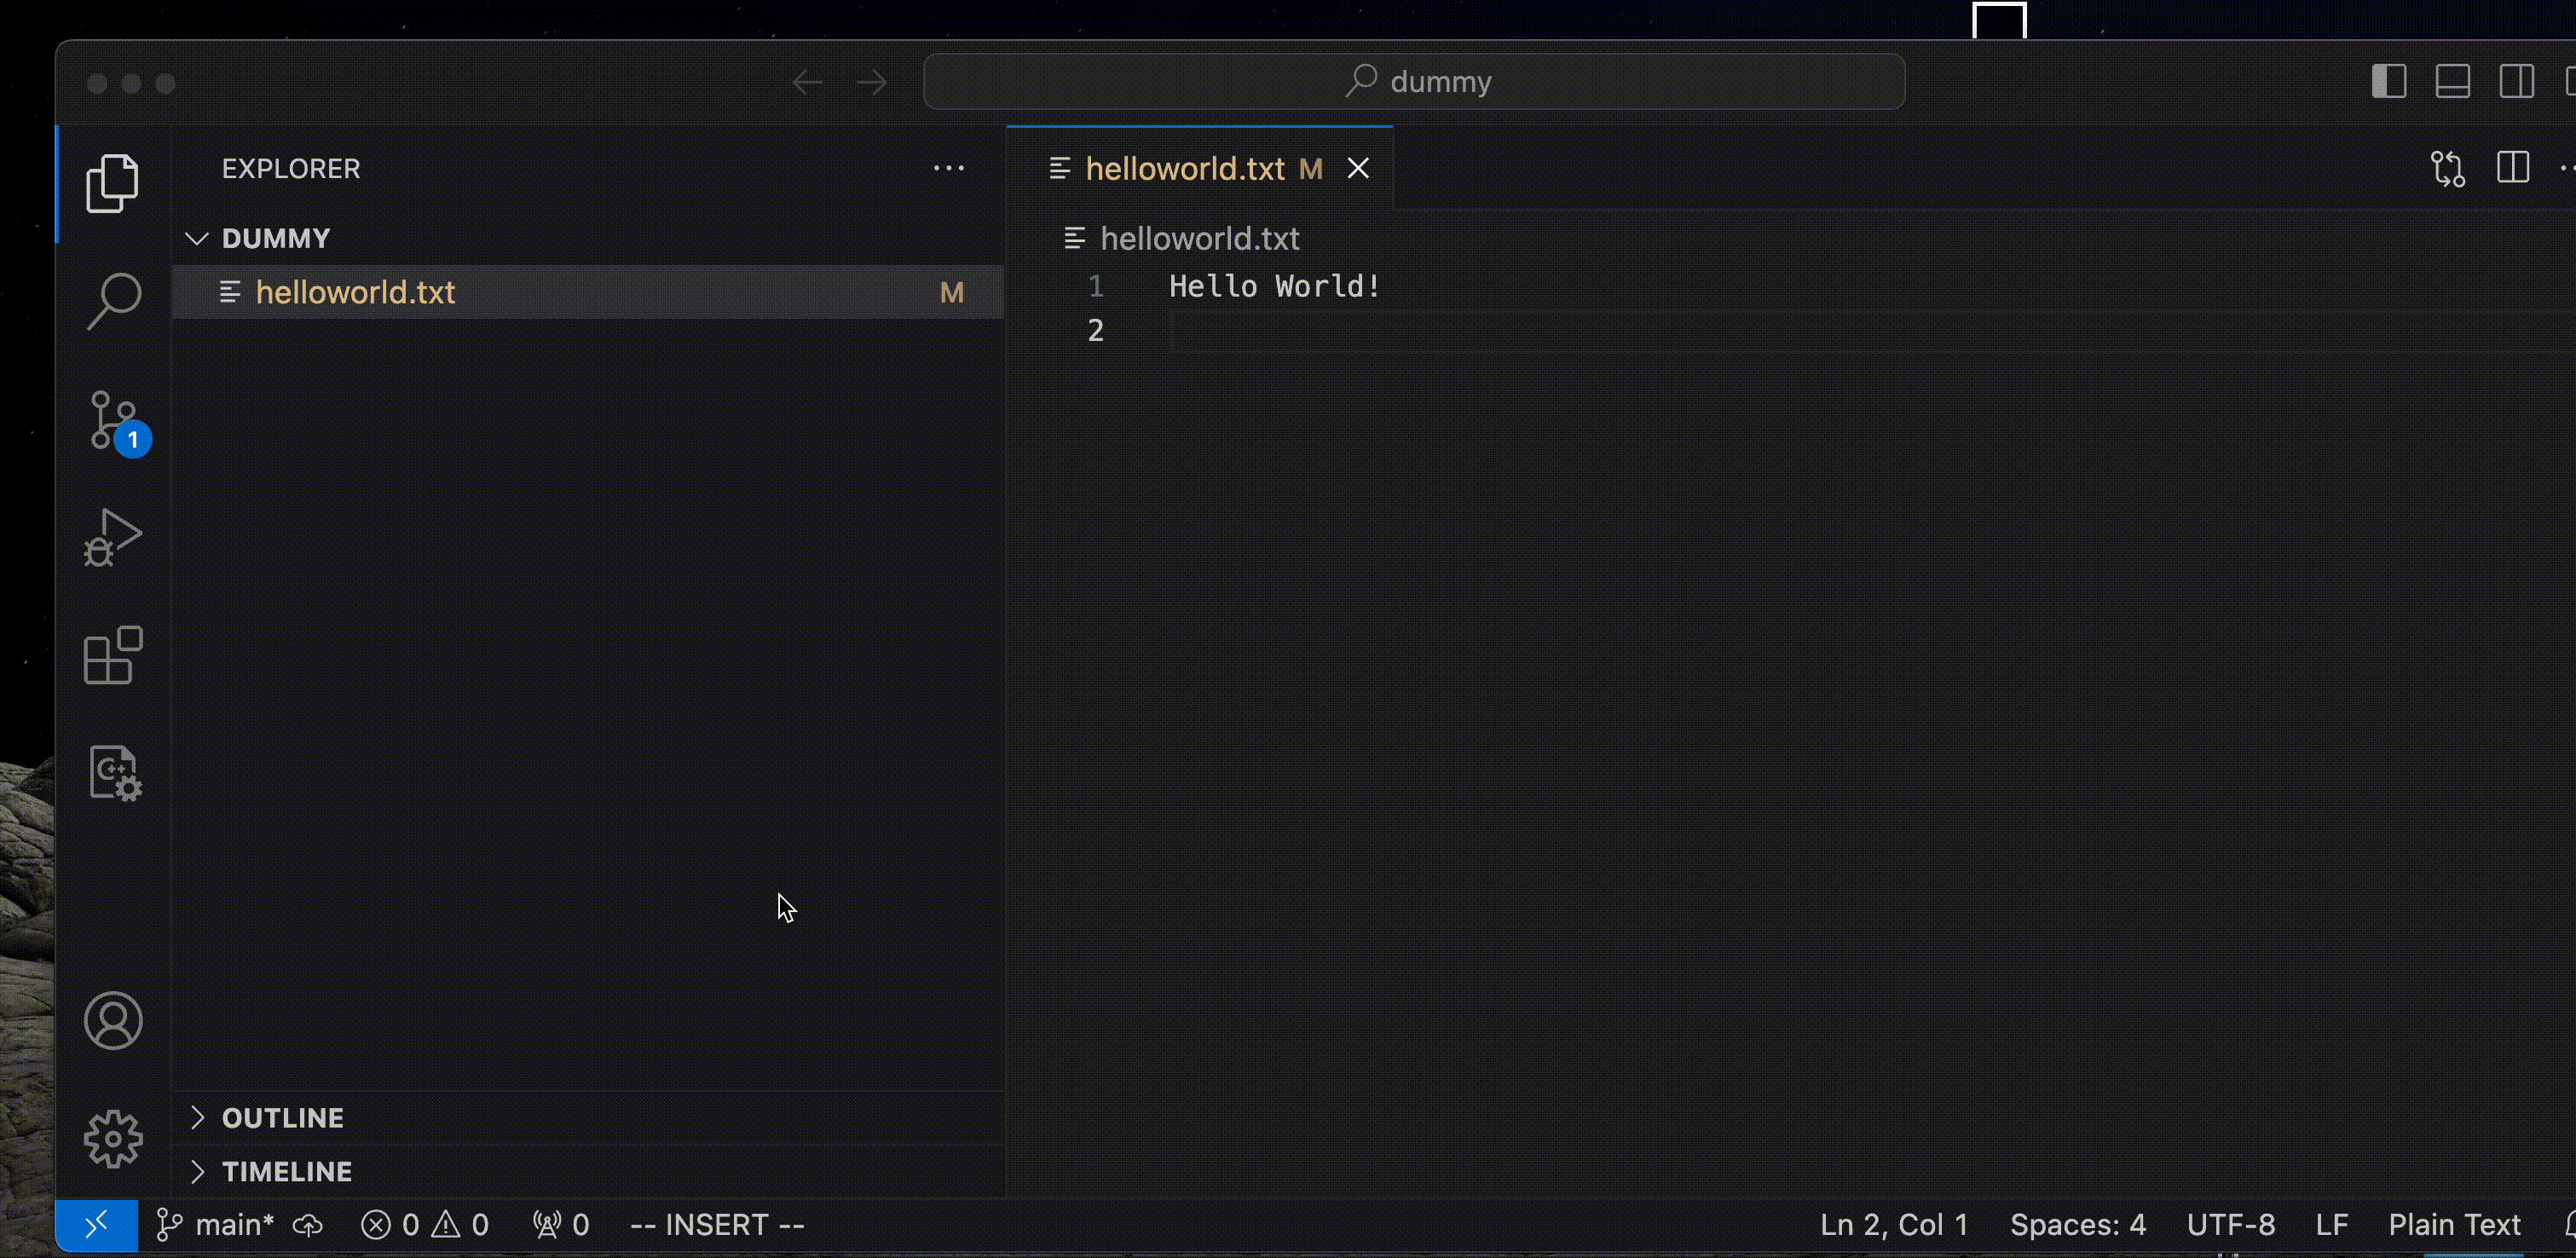 dummy
EXPLORER
helloworld.txt M
DUMMY
helloworld.txt
helloworld.txt M
1 Hello World!
2
1
C++
OUTLINE
TIMELINE
main* 0 0 0 -- INSERT -- Ln 2, Col 1 Spaces: 4 UTF-8 LF Plain Text